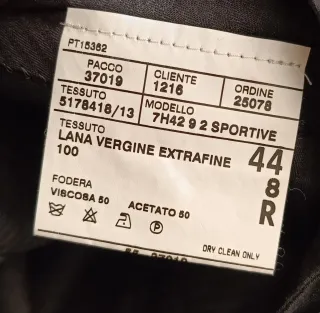 PT15362
PACCO CLIENTE ORDINE
37019 1216 25078
TESSUTO MODELLO
5178418/13 7H42 9 2 SPORTIVE
TESSUTO
LANA VERGINE EXTRAFINE
100
44
8
R
FODERA
VISCOSA 50 ACETATO 50
P
DRY CLEAN ONLY